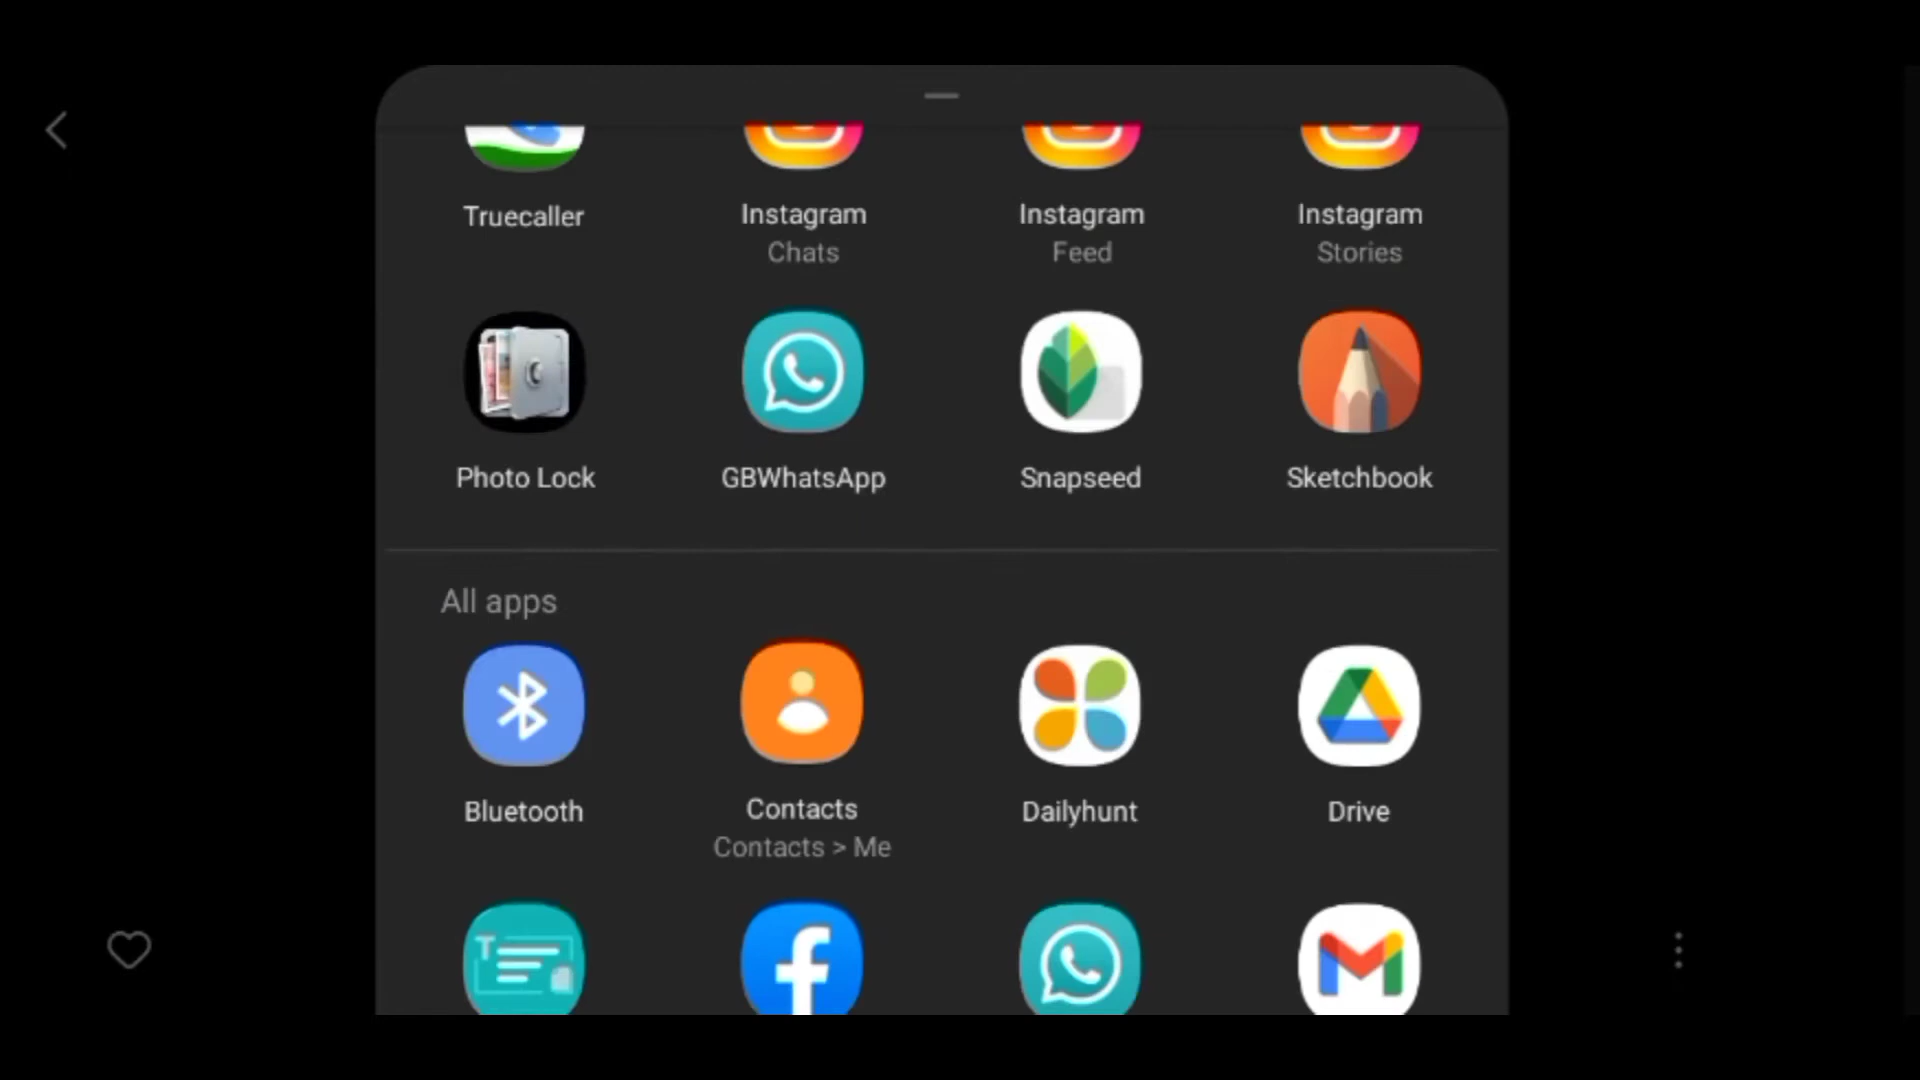 Truecaller
Instagram
Chats
Instagram
Feed
Instagram
Stories
Photo Lock
GBWhatsApp
Snapseed
Sketchbook
All apps
Bluetooth
Contacts
Contacts > Me
Dailyhunt
Drive